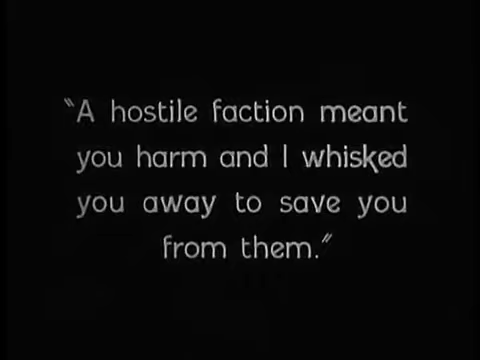 "A hostile faction meant
you harm and I whisked
you away to save you
from them."